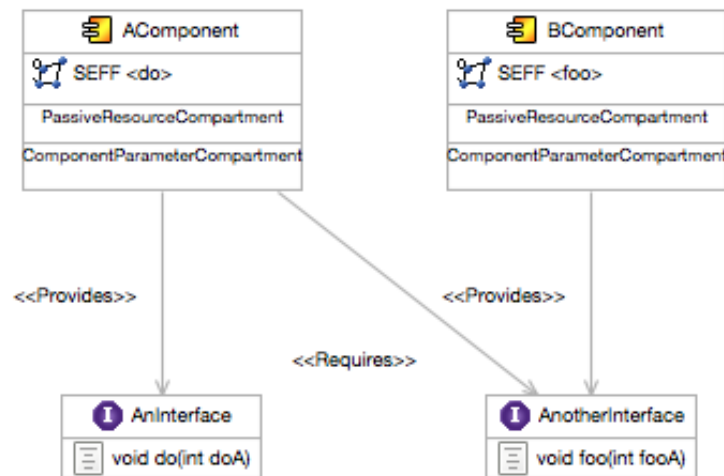 AComponent
BComponent
SEFF <do>
SEFF <foo>
PassiveResourceCompartment
PassiveResourceCompartment
ComponentParameterCompartment
ComponentParameterCompartment
<<Provides>>
<<Provides>>
<<Requires>>
AnInterface
AnotherInterface
void do(int doA)
void foo(int fooA)